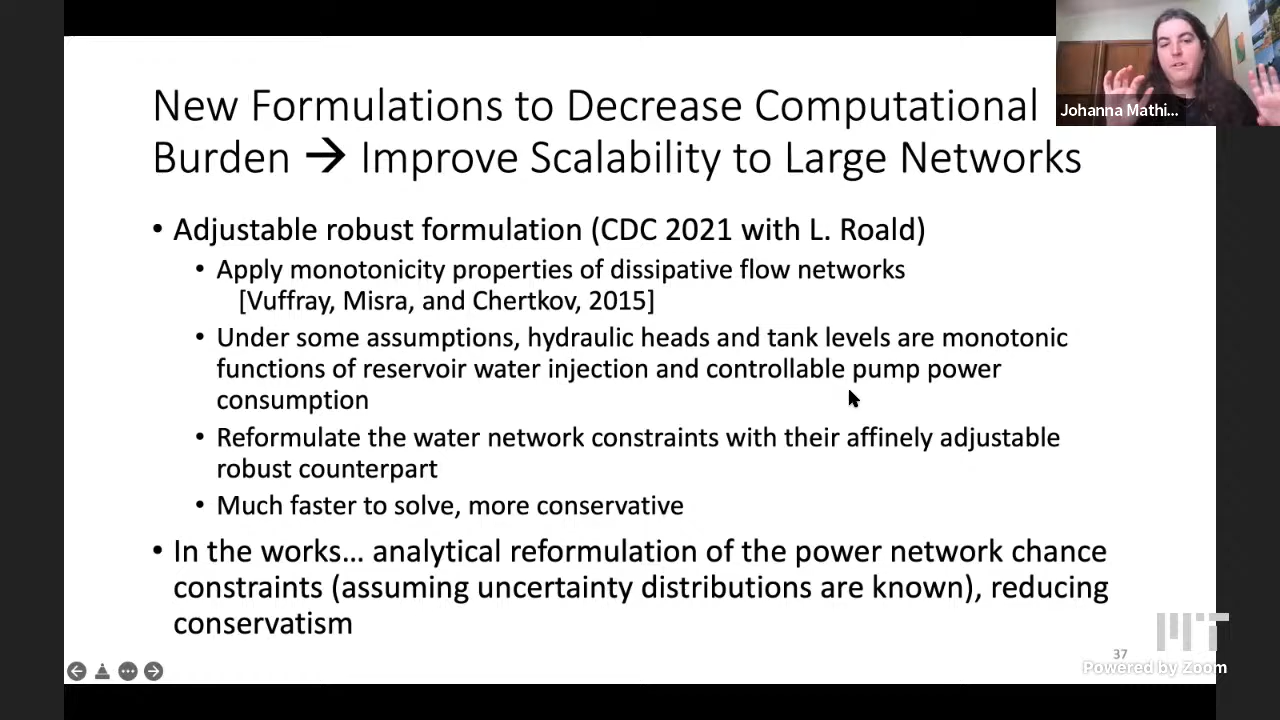 Johanna Mathi...
New Formulations to Decrease Computational
Burden → Improve Scalability to Large Networks
• Adjustable robust formulation (CDC 2021 with L. Roald)
• Apply monotonicity properties of dissipative flow networks
[Vuffray, Misra, and Chertkov, 2015]
• Under some assumptions, hydraulic heads and tank levels are monotonic
functions of reservoir water injection and controllable pump power
consumption
• Reformulate the water network constraints with their affinely adjustable
robust counterpart
• Much faster to solve, more conservative
• In the works... analytical reformulation of the power network chance
constraints (assuming uncertainty distributions are known), reducing
conservatism
MIT
37
Powered by Zoom